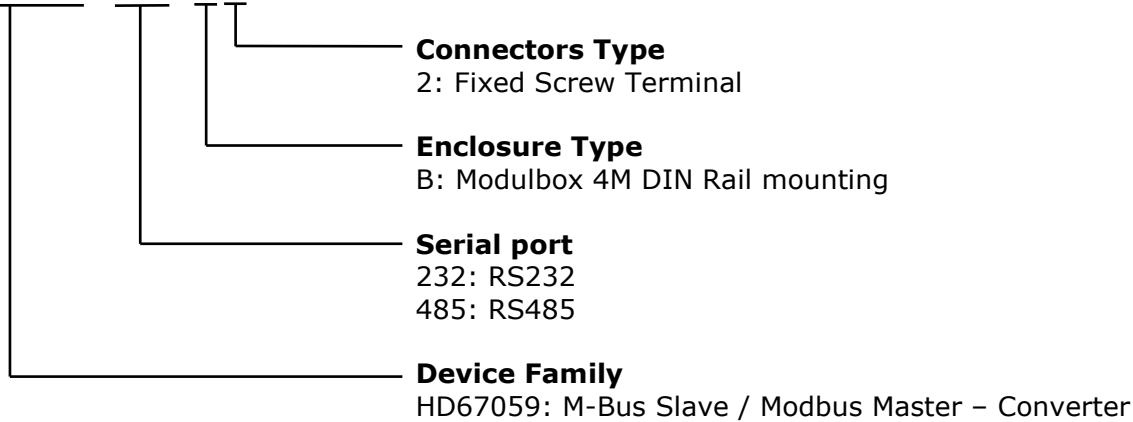 Connectors Type
2: Fixed Screw Terminal
Enclosure Type
B: Modulbox 4M DIN Rail mounting
Serial port
232: RS232
485: RS485
Device Family
HD67059: M-Bus Slave / Modbus Master – Converter